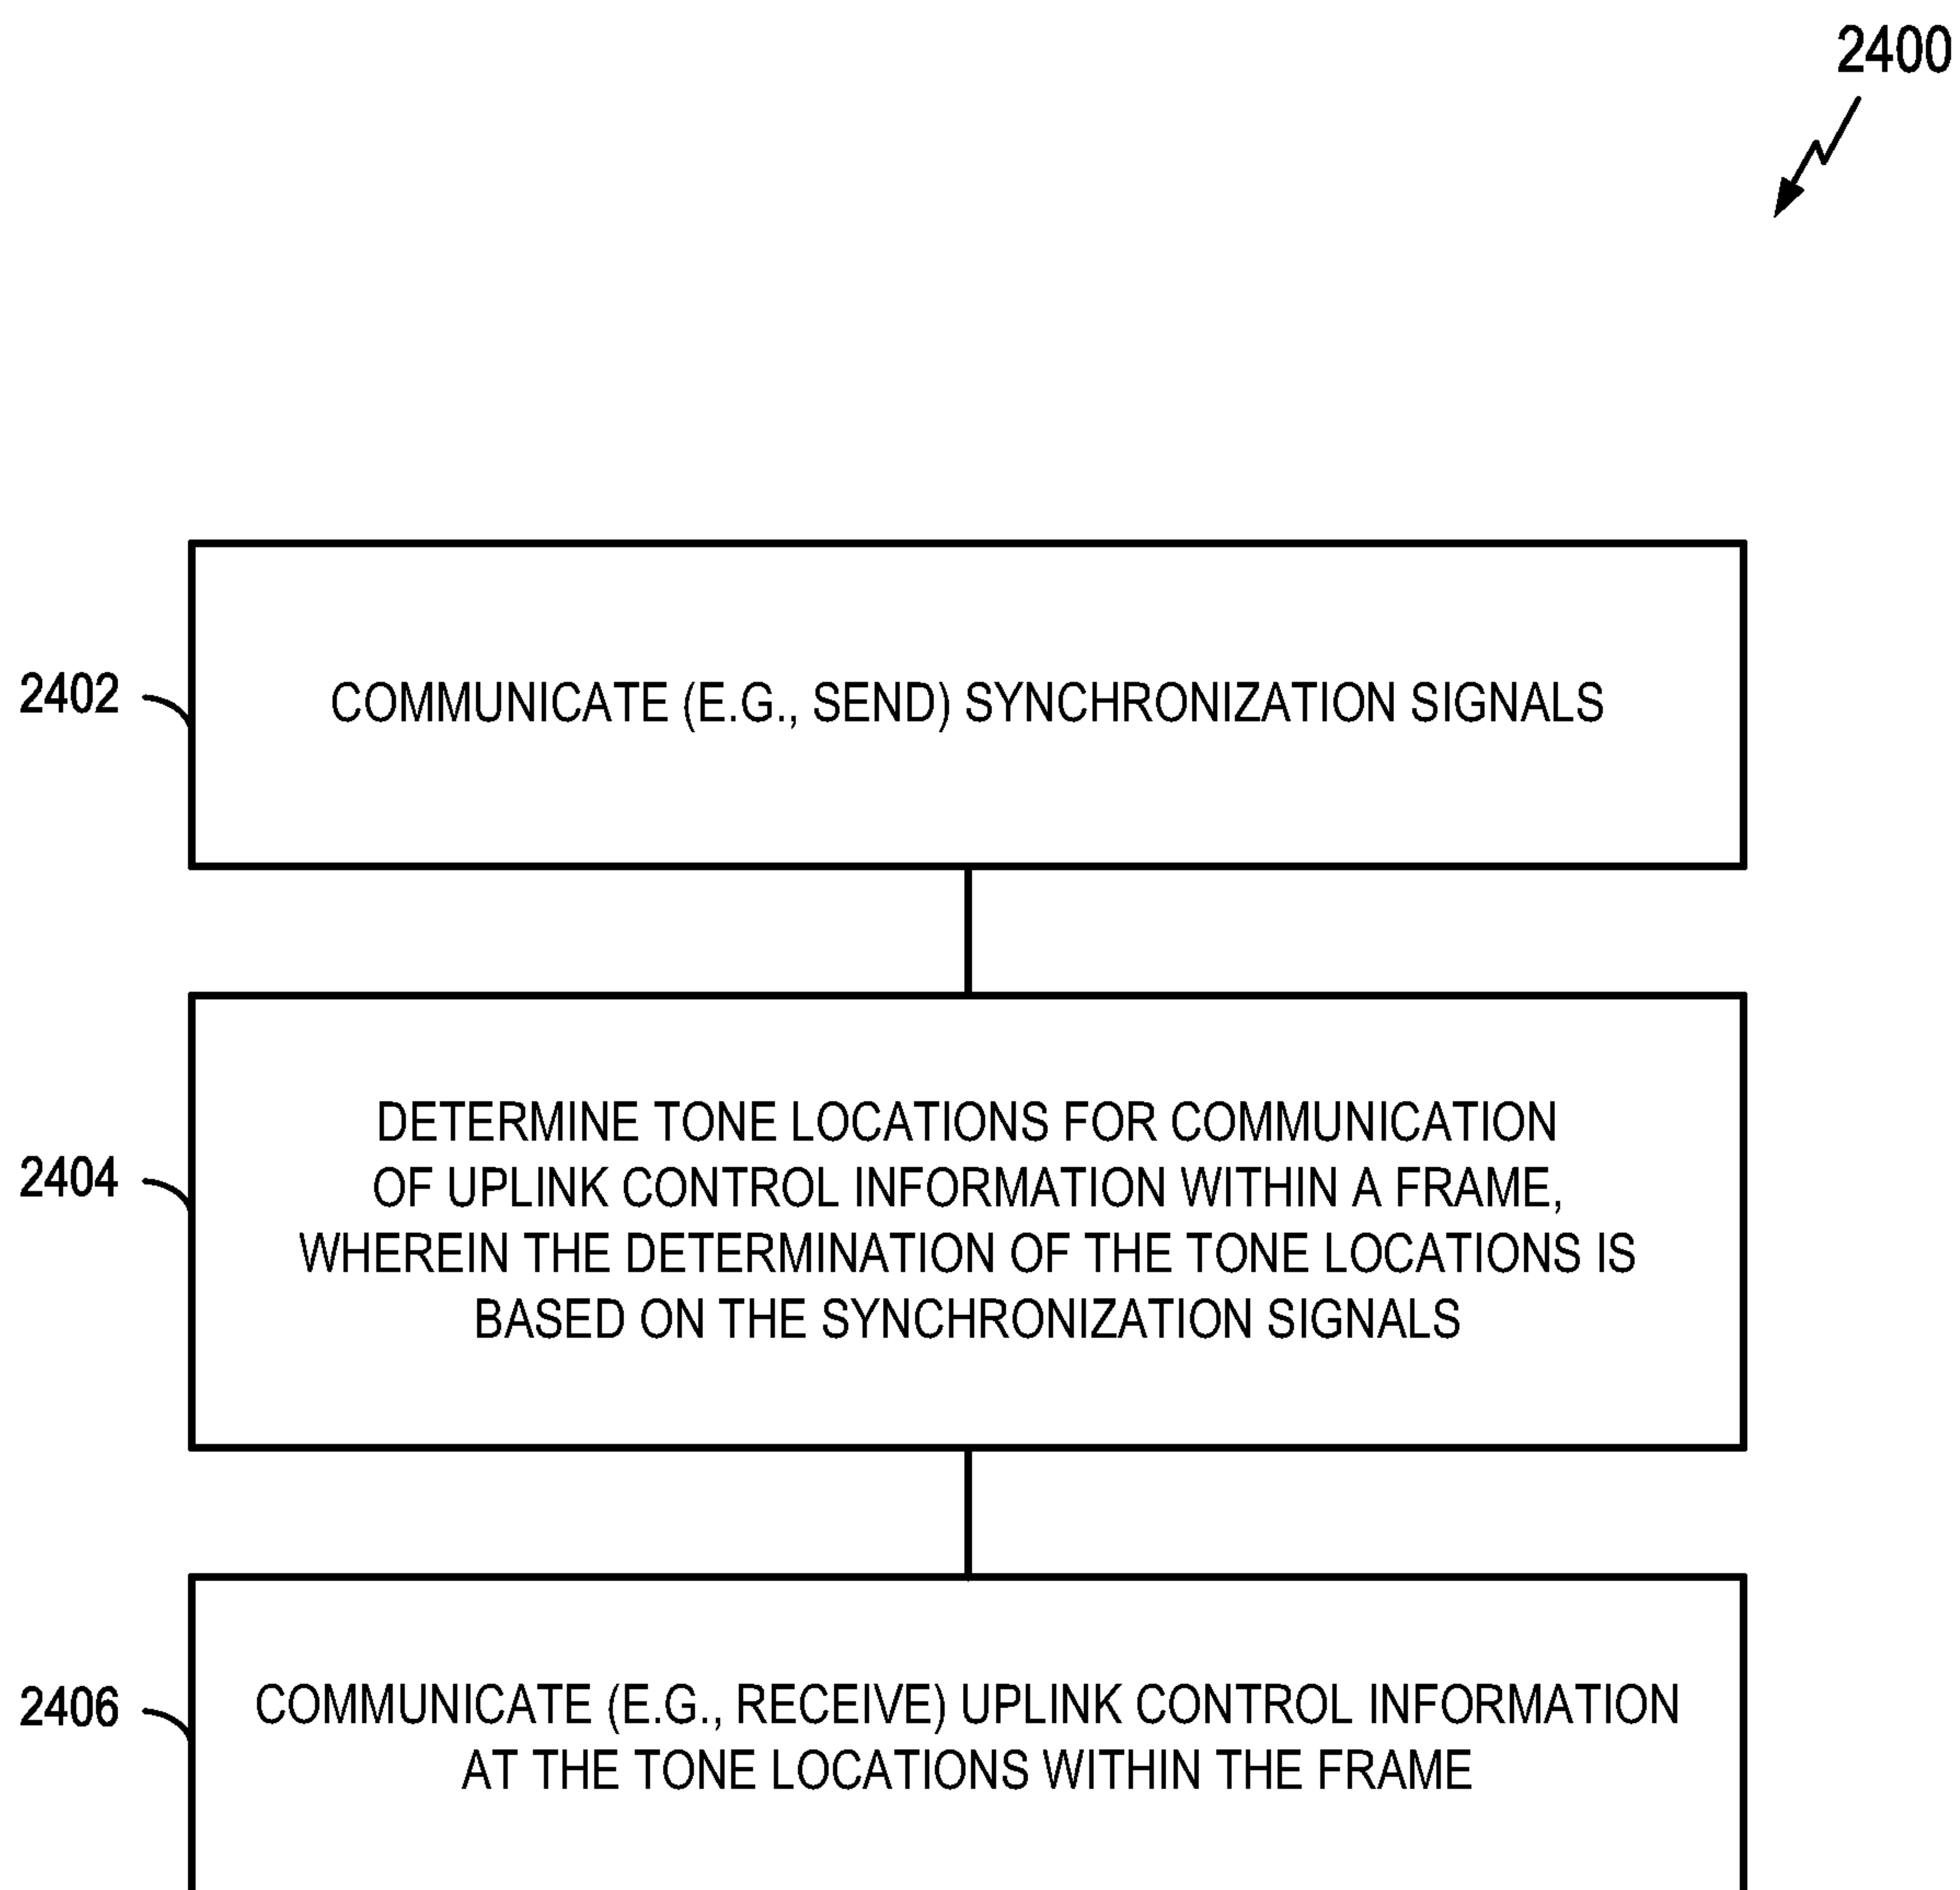 2400
2402
COMMUNICATE (E.G., SEND) SYNCHRONIZATION SIGNALS
2404
DETERMINE TONE LOCATIONS FOR COMMUNICATION
OF UPLINK CONTROL INFORMATION WITHIN A FRAME,
WHEREIN THE DETERMINATION OF THE TONE LOCATIONS IS
BASED ON THE SYNCHRONIZATION SIGNALS
2406
COMMUNICATE (E.G., RECEIVE) UPLINK CONTROL INFORMATION
AT THE TONE LOCATIONS WITHIN THE FRAME